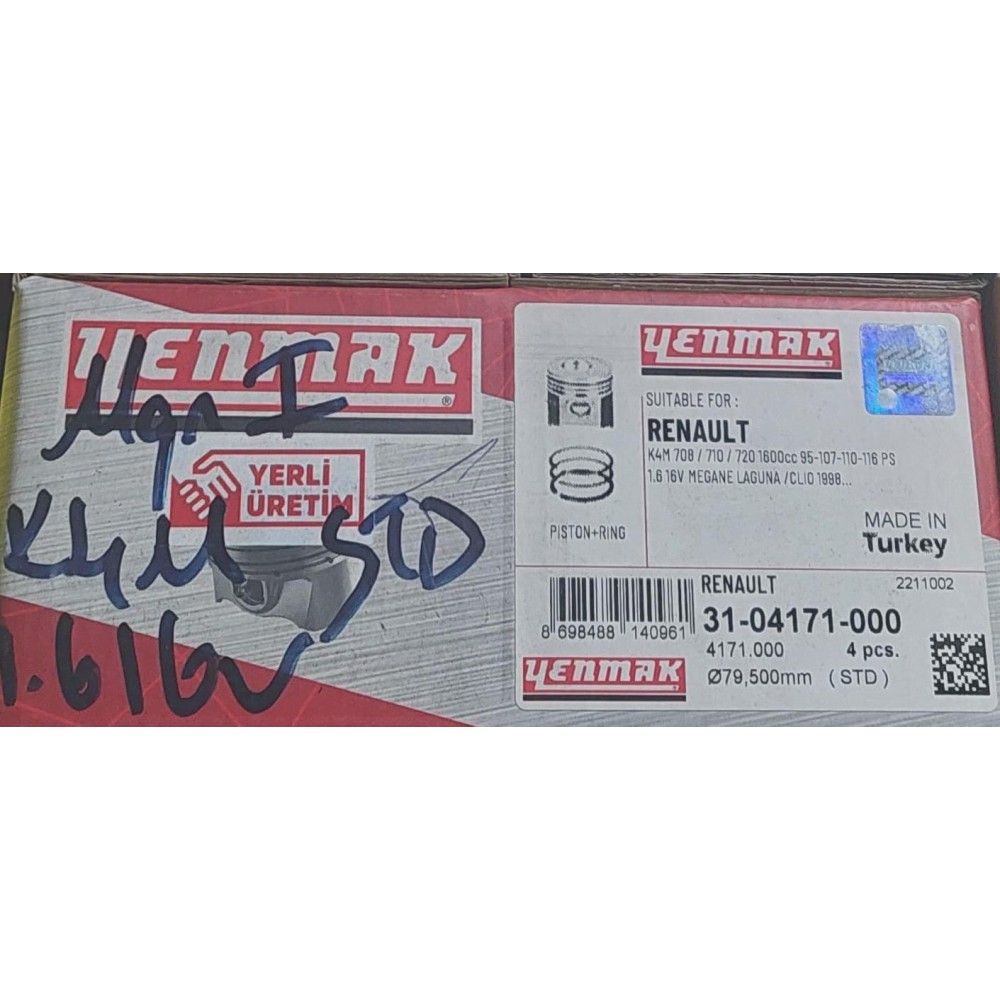 YENMAK
®
Mgn I
YERLİ
ÜRETİM
K4M STD
1.6 16V
YENMAK
SUITABLE FOR :
RENAULT
K4M 708 / 710 / 720 1600cc 95-107-110-116 PS
1.6 16V MEGANE LAGUNA /CLIO 1998...
PISTON+RING
MADE IN
Turkey
RENAULT
2211002
31-04171-000
8 698488 140961
4171.000
4 pcs.
YENMAK
Ø79,500mm ( STD )